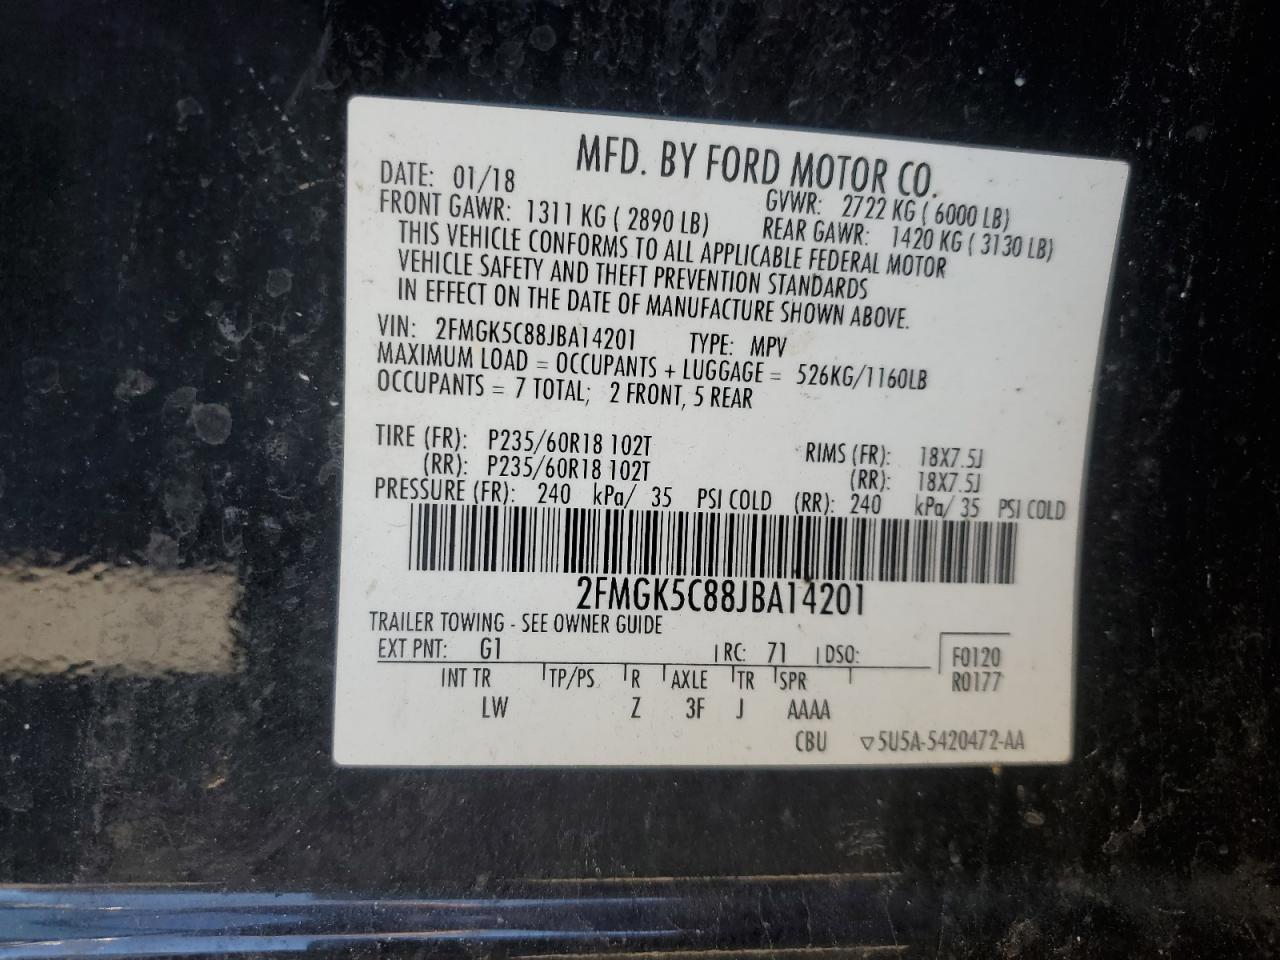 MFD. BY FORD MOTOR CO.
DATE: 01/18 GVWR: 2722 KG ( 6000 LB)
FRONT GAWR: 1311 KG ( 2890 LB) REAR GAWR: 1420 KG ( 3130 LB)
THIS VEHICLE CONFORMS TO ALL APPLICABLE FEDERAL MOTOR
VEHICLE SAFETY AND THEFT PREVENTION STANDARDS
IN EFFECT ON THE DATE OF MANUFACTURE SHOWN ABOVE.
VIN: 2FMGK5C88JBA14201 TYPE: MPV
MAXIMUM LOAD = OCCUPANTS + LUGGAGE = 526KG/1160LB
OCCUPANTS = 7 TOTAL; 2 FRONT, 5 REAR
TIRE (FR): P235/60R18 102T RIMS (FR): 18X7.5J
(RR): P235/60R18 102T (RR): 18X7.5J
PRESSURE (FR): 240 kPa/ 35 PSI COLD (RR): 240 kPa/ 35 PSI COLD
2FMGK5C88JBA14201
TRAILER TOWING - SEE OWNER GUIDE
EXT PNT: G1 RC: 71 DSO: F0120
INT TR TP/PS R AXLE TR SPR R0177
LW Z 3F J AAAA
CBU ▽5U5A-5420472-AA